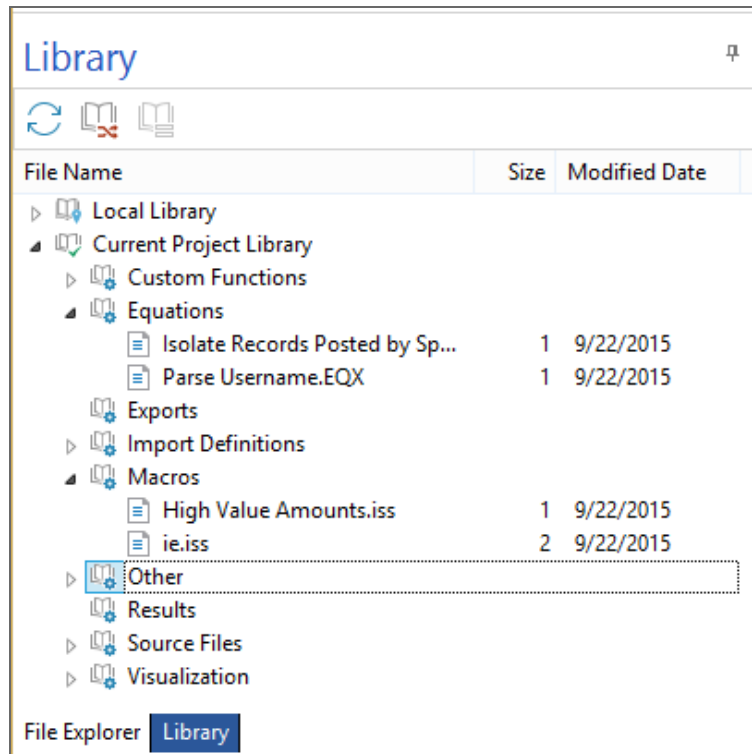 Library
File Name Size Modified Date
Local Library
Current Project Library
Custom Functions
Equations
Isolate Records Posted by Sp... 1 9/22/2015
Parse Username.EQX 1 9/22/2015
Exports
Import Definitions
Macros
High Value Amounts.iss 1 9/22/2015
ie.iss 2 9/22/2015
Other
Results
Source Files
Visualization
File Explorer Library